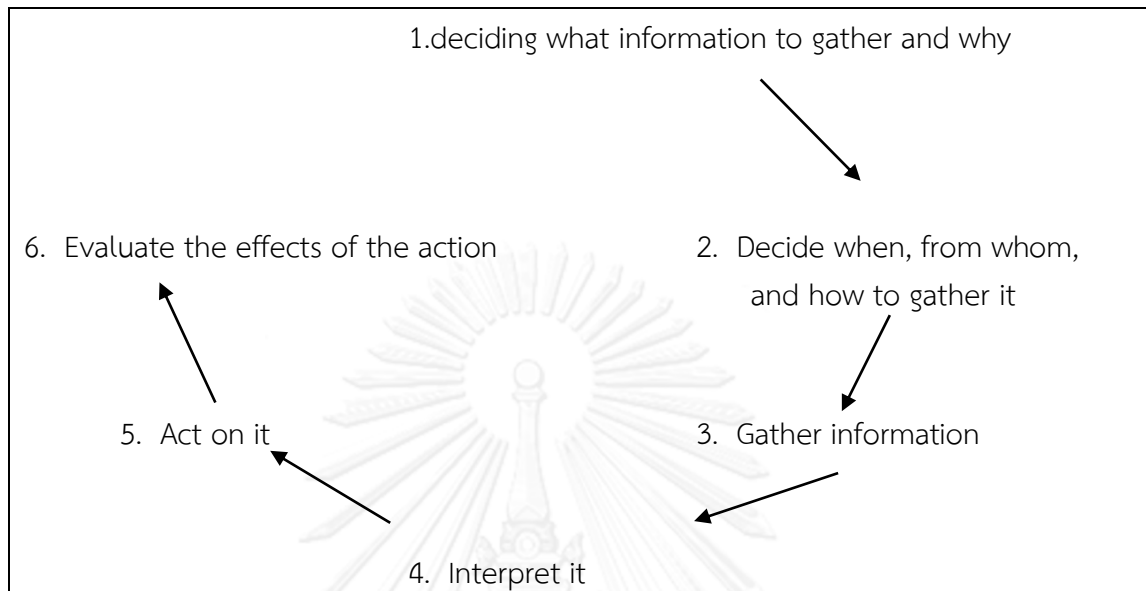 1.deciding what information to gather and why
6. Evaluate the effects of the action
2. Decide when, from whom,
and how to gather it
5. Act on it
3. Gather information
4. Interpret it